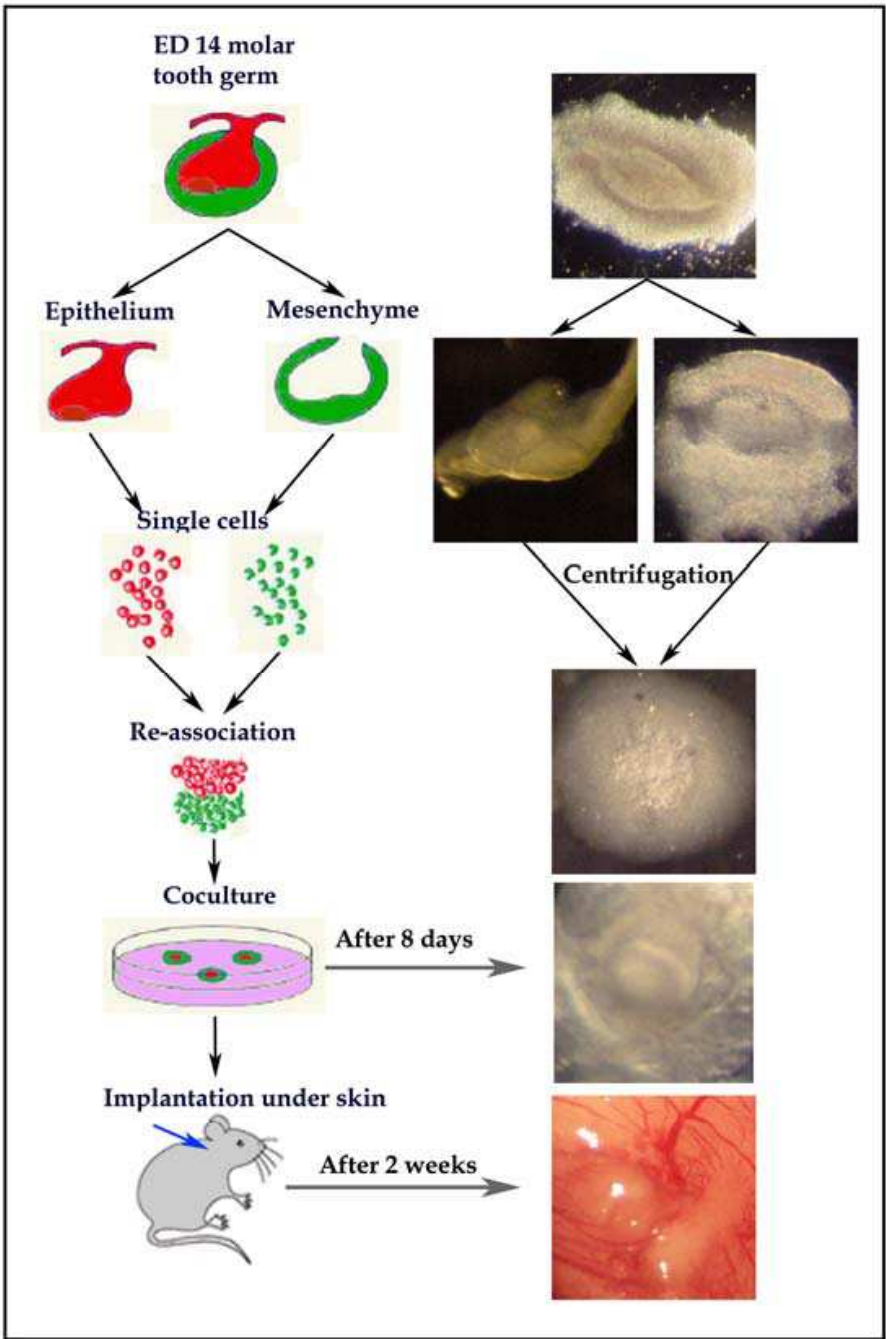 ED 14 molar
tooth germ
Epithelium
Mesenchyme
Single cells
Centrifugation
Re-association
Coculture
After 8 days
Implantation under skin
After 2 weeks